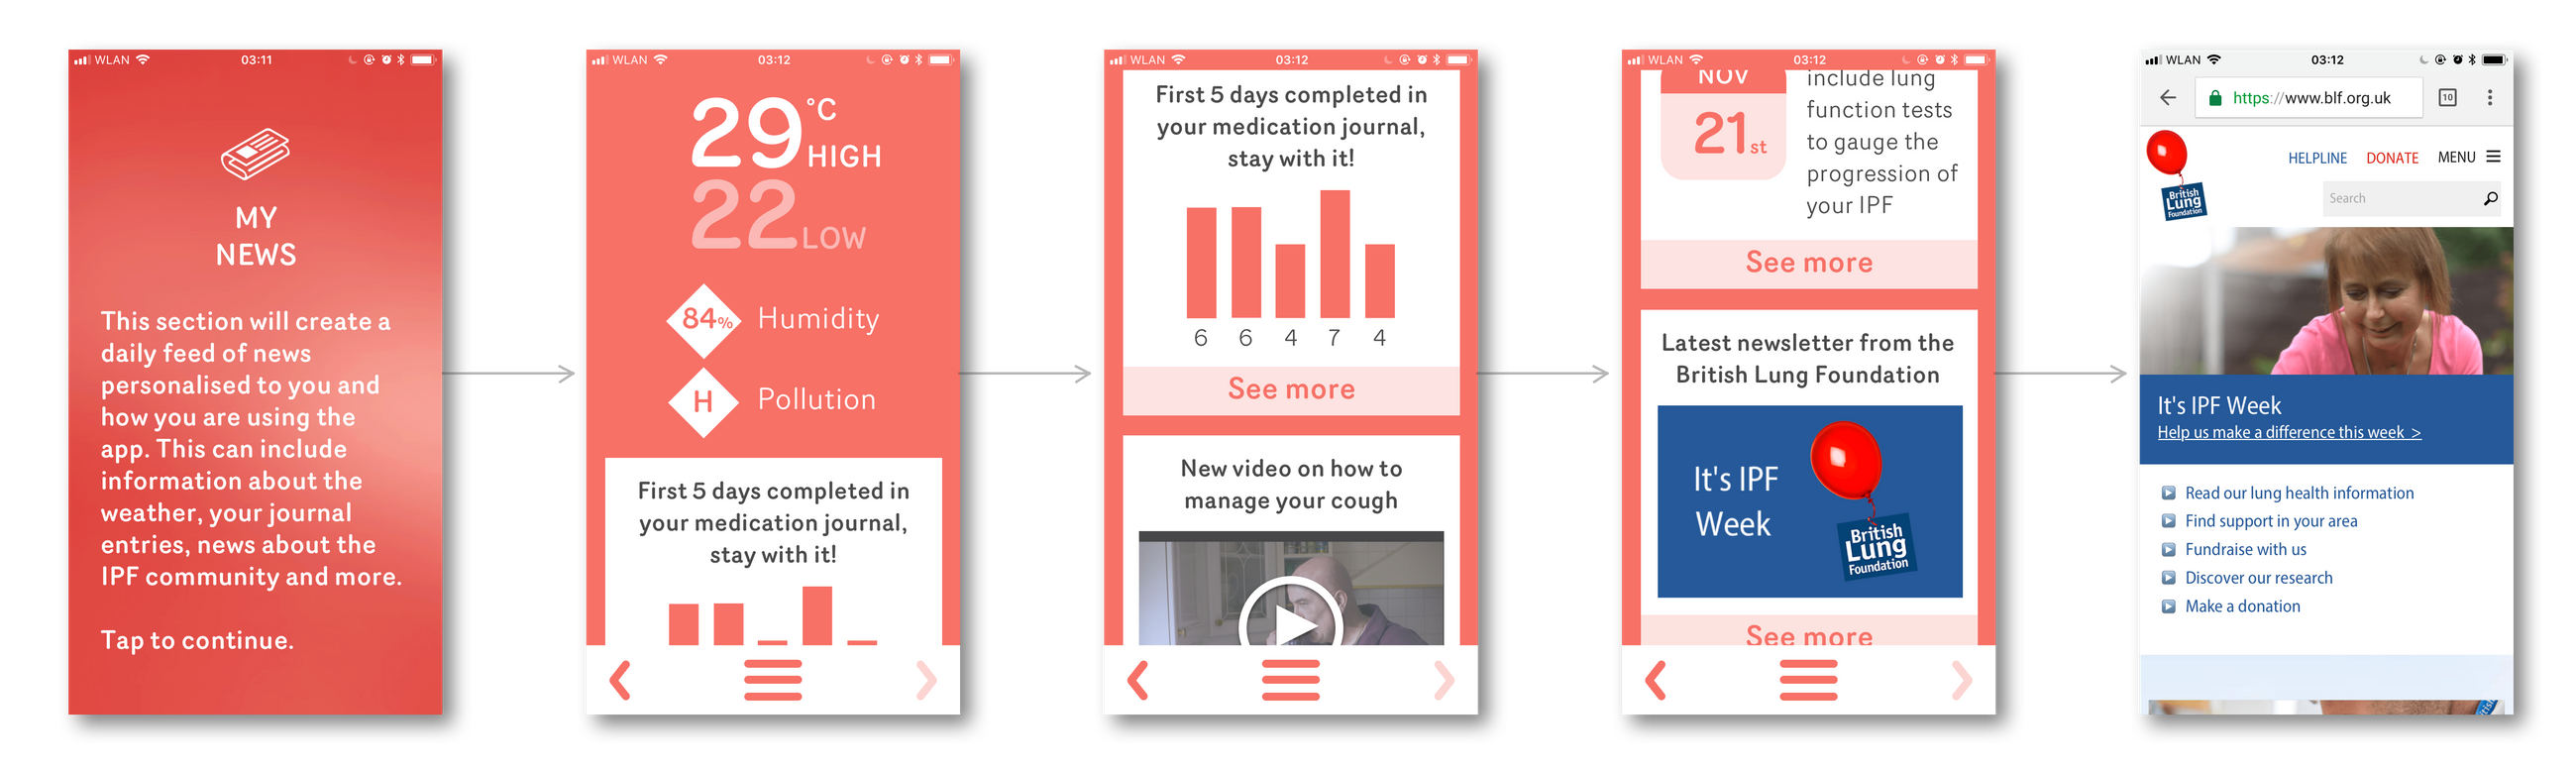 WLAN 03:11
MY
NEWS
This section will create a
daily feed of news
personalised to you and
how you are using the
app. This can include
information about the
weather, your journal
entries, news about the
IPF community and more.
Tap to continue.
WLAN 03:12
29 °C
HIGH
22 LOW
84% Humidity
H Pollution
First 5 days completed in
your medication journal,
stay with it!
WLAN 03:12
First 5 days completed in
your medication journal,
stay with it!
6 6 4 7 4
See more
New video on how to
manage your cough
WLAN 03:12
NOV
21st
include lung
function tests
to gauge the
progression of
your IPF
See more
Latest newsletter from the
British Lung Foundation
It's IPF
Week
British
Lung
Foundation
See more
WLAN 03:12
https://www.blf.org.uk 10
HELPLINE DONATE MENU
British
Lung
Foundation
Search
It's IPF Week
Help us make a difference this week >
Read our lung health information
Find support in your area
Fundraise with us
Discover our research
Make a donation